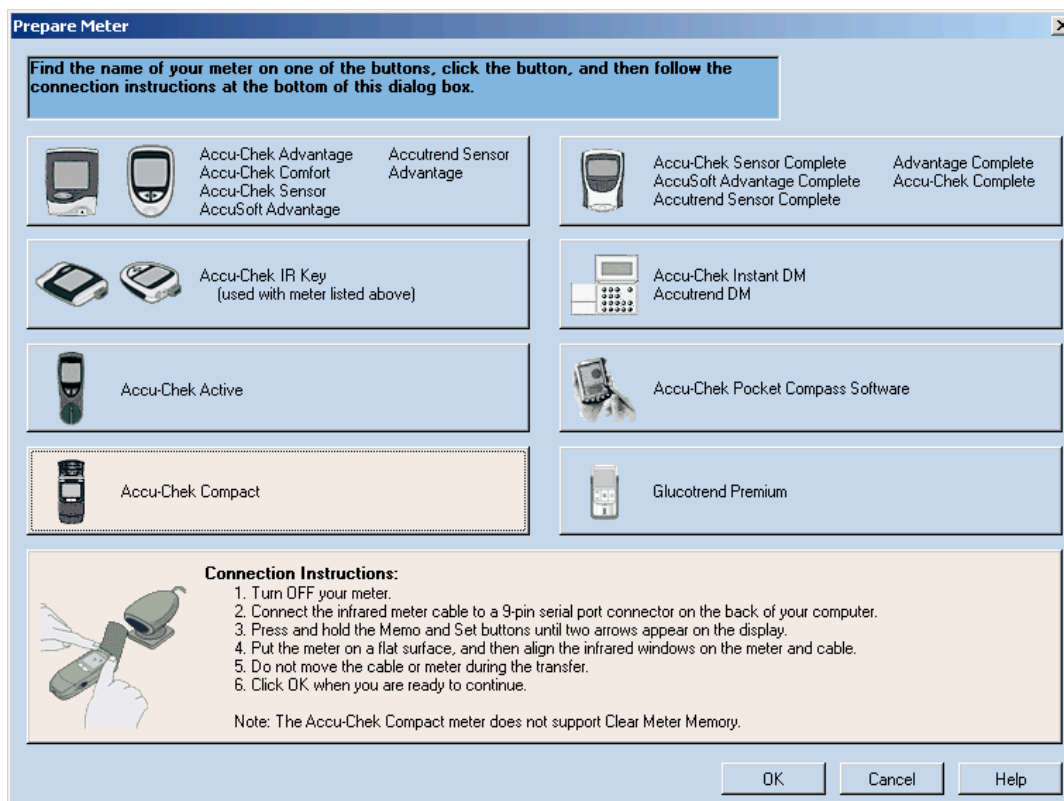 Prepare Meter
Find the name of your meter on one of the buttons, click the button, and then follow the
connection instructions at the bottom of this dialog box.
Accu-Chek Advantage
Accu-Chek Comfort
Accu-Chek Sensor
AccuSoft Advantage
Accutrend Sensor
Advantage
Accu-Chek Sensor Complete
AccuSoft Advantage Complete
Accutrend Sensor Complete
Advantage Complete
Accu-Chek Complete
Accu-Chek IR Key
(used with meter listed above)
Accu-Chek Instant DM
Accutrend DM
Accu-Chek Active
Accu-Chek Pocket Compass Software
Accu-Chek Compact
Glucotrend Premium
Connection Instructions:
1. Turn OFF your meter.
2. Connect the infrared meter cable to a 9-pin serial port connector on the back of your computer.
3. Press and hold the Memo and Set buttons until two arrows appear on the display.
4. Put the meter on a flat surface, and then align the infrared windows on the meter and cable.
5. Do not move the cable or meter during the transfer.
6. Click OK when you are ready to continue.
Note: The Accu-Chek Compact meter does not support Clear Meter Memory.
OK
Cancel
Help